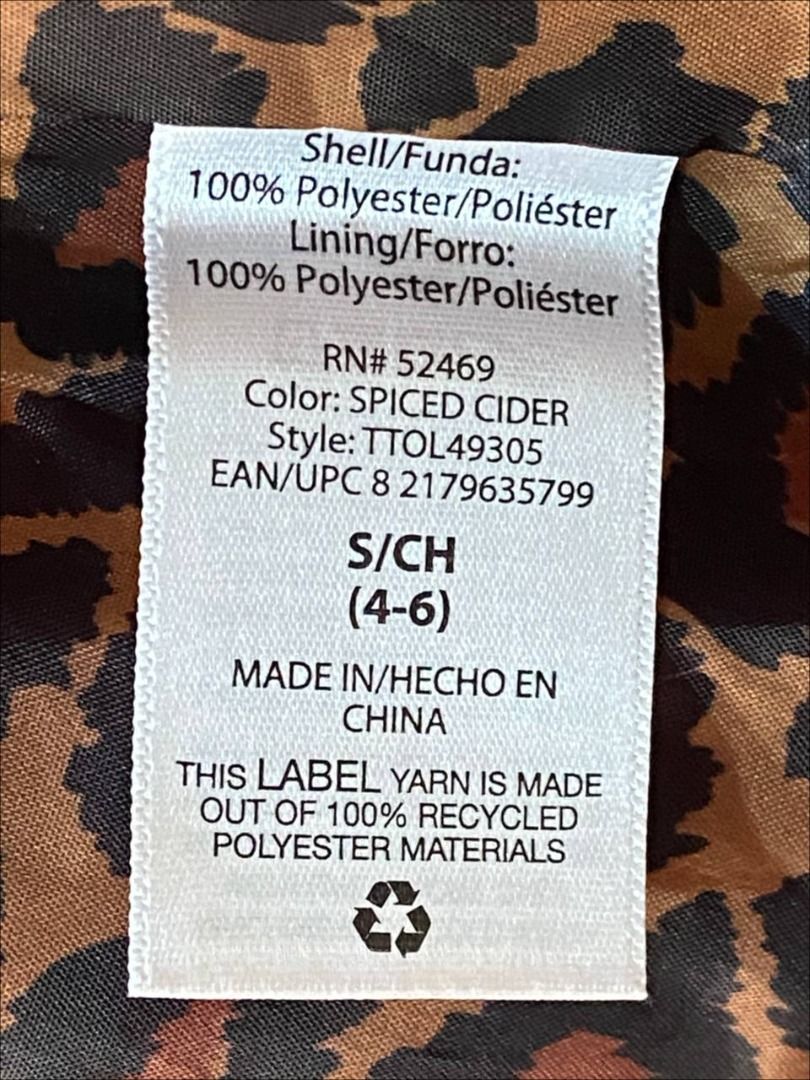 Shell/Funda:
100% Polyester/Poliéster
Lining/Forro:
100% Polyester/Poliéster
RN# 52469
Color: SPICED CIDER
Style: TTOL49305
EAN/UPC 8 2179635799
S/CH
(4-6)
MADE IN/HECHO EN
CHINA
THIS LABEL YARN IS MADE
OUT OF 100% RECYCLED
POLYESTER MATERIALS